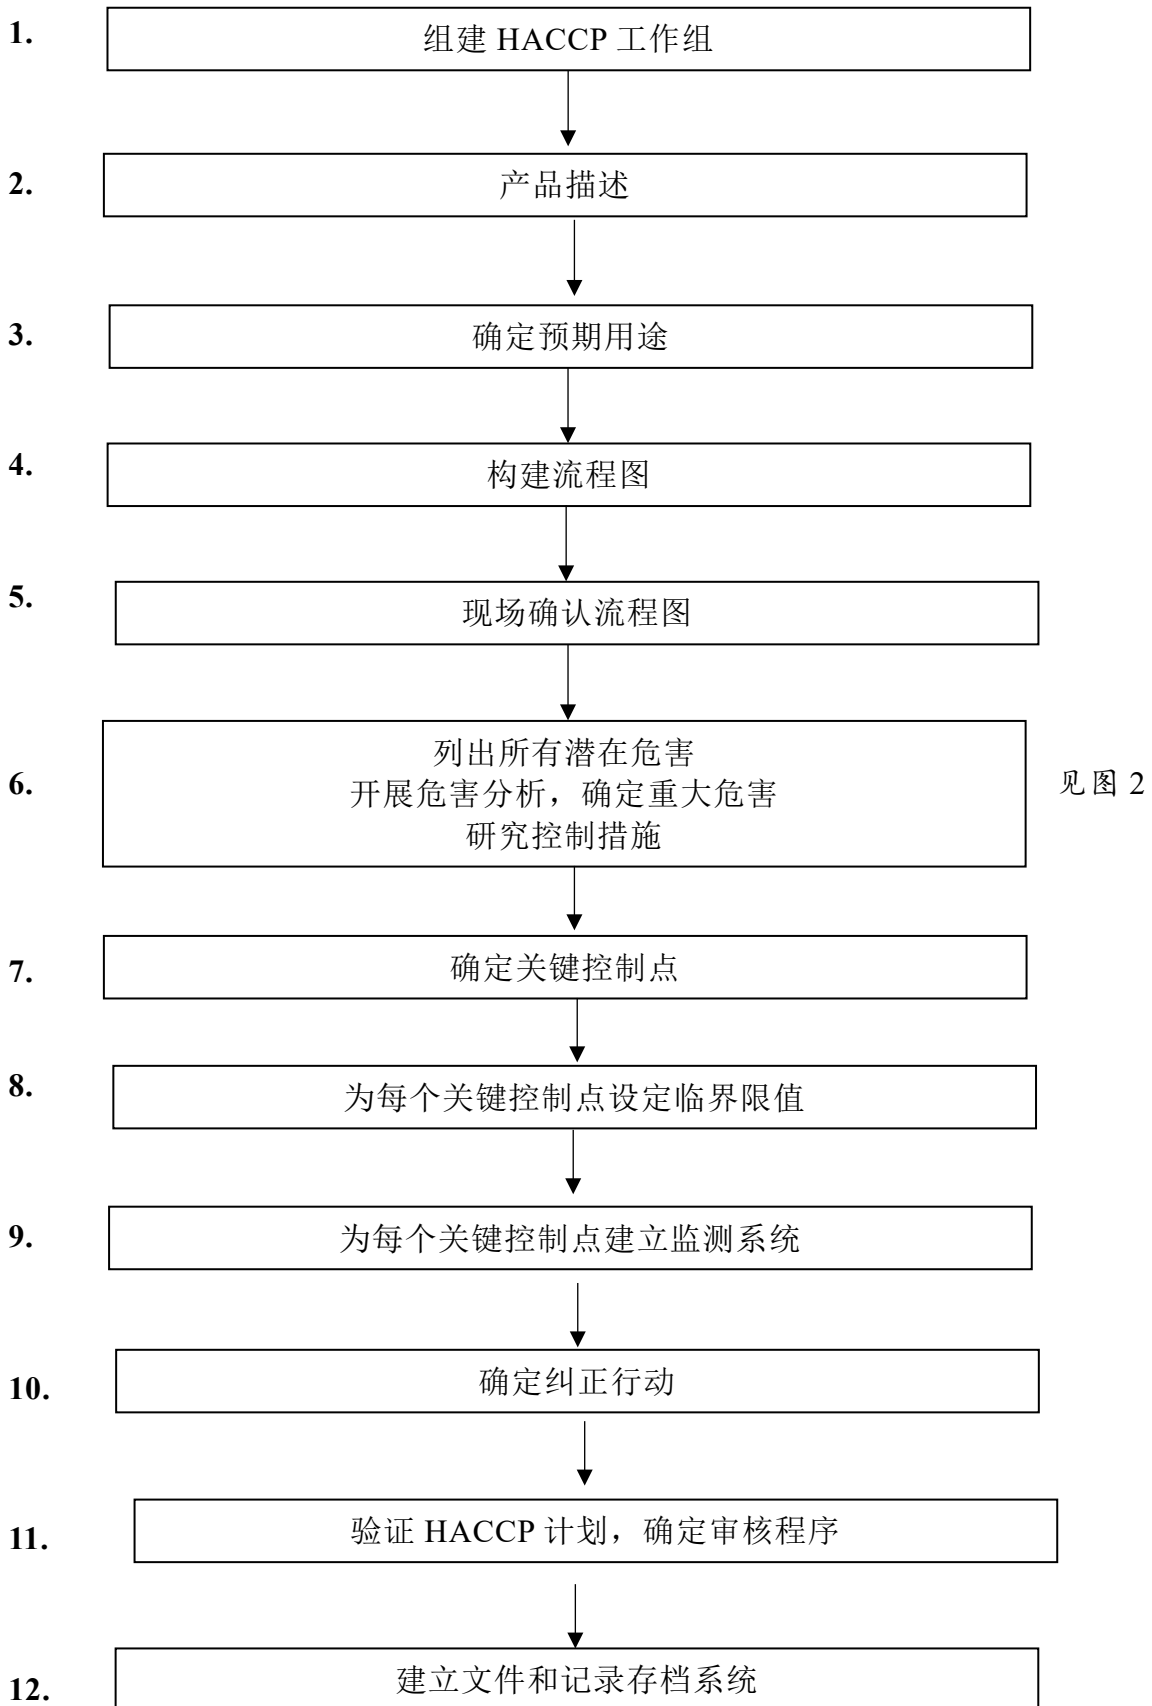 1. 组建 HACCP 工作组
2. 产品描述
3. 确定预期用途
4. 构建流程图
5. 现场确认流程图
列出所有潜在危害
6. 开展危害分析，确定重大危害 见图 2
研究控制措施
7. 确定关键控制点
8. 为每个关键控制点设定临界限值
9. 为每个关键控制点建立监测系统
10. 确定纠正行动
11. 验证 HACCP 计划，确定审核程序
12. 建立文件和记录存档系统